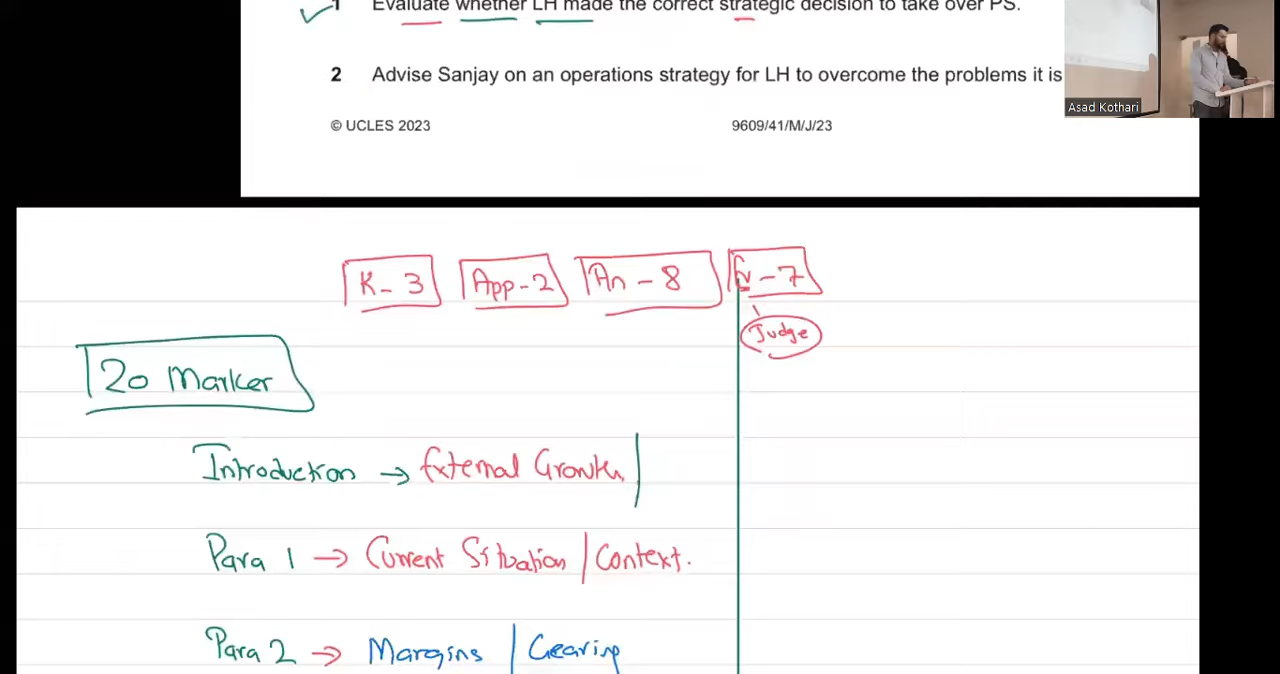 1 Evaluate whether LH made the correct strategic decision to take over PS.
2 Advise Sanjay on an operations strategy for LH to overcome the problems it is
Asad Kothari
© UCLES 2023 9609/41/M/J/23
K - 3 App - 2 An - 8 Ev - 7
Judge
20 Marker
Introduction → External Growth
Para 1 → Current Situation / Context.
Para 2 → Margins / Gearing